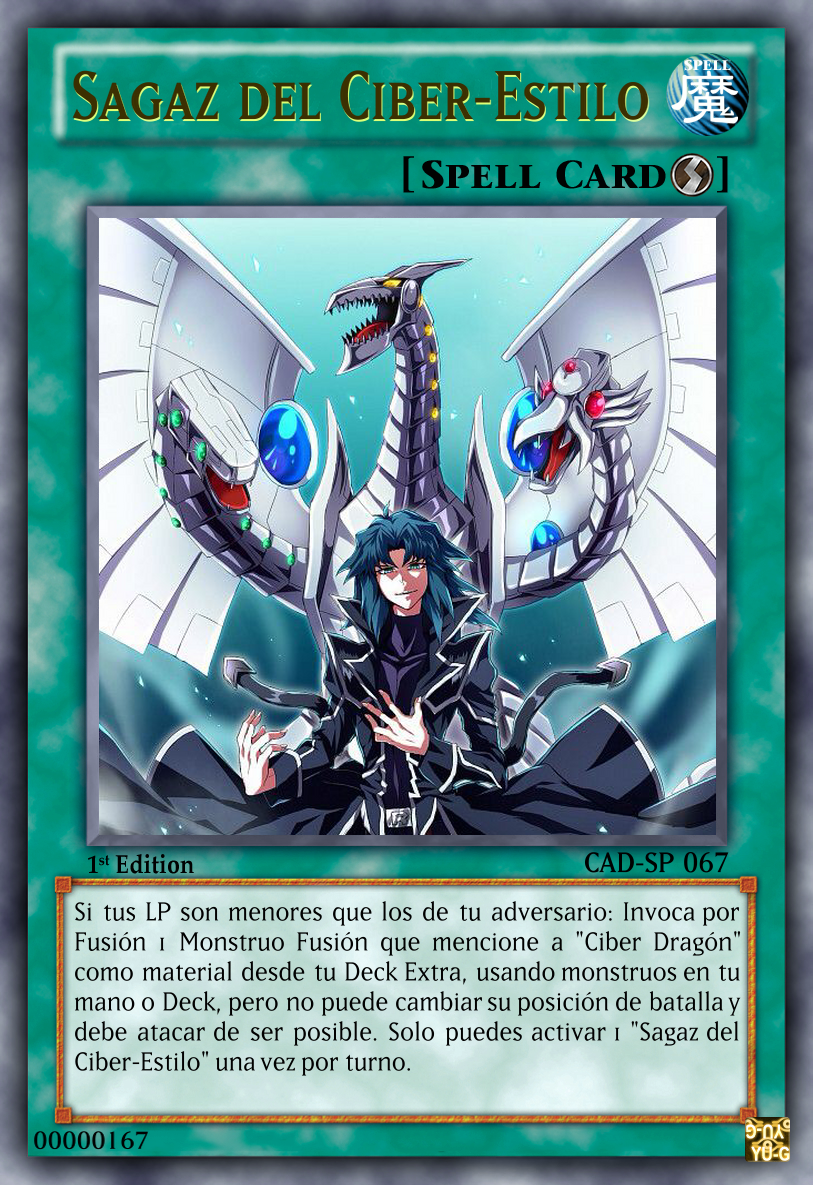 Sagaz del Ciber-Estilo
SPELL
魔
[Spell Card]
1st Edition
CAD-SP 067
Si tus LP son menores que los de tu adversario: Invoca por
Fusión 1 Monstruo Fusión que mencione a "Ciber Dragón"
como material desde tu Deck Extra, usando monstruos en tu
mano o Deck, pero no puede cambiar su posición de batalla y
debe atacar de ser posible. Solo puedes activar 1 "Sagaz del
Ciber-Estilo" una vez por turno.
00000167